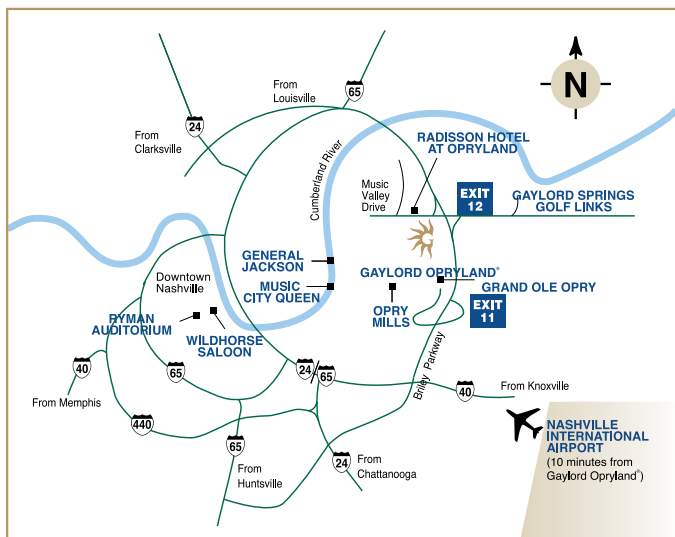 65
From
Louisville
24
From
Clarksville
N
RADISSON HOTEL
AT OPRYLAND
Cumberland River
Music
Valley
Drive
EXIT
12
GAYLORD SPRINGS
GOLF LINKS
GENERAL
JACKSON
MUSIC
CITY QUEEN
GAYLORD OPRYLAND®
GRAND OLE OPRY
OPRY
MILLS
EXIT
11
Downtown
Nashville
RYMAN
AUDITORIUM
WILDHORSE
SALOON
Briley Parkway
40
65
24
65
40
From Knoxville
From Memphis
440
65
From
Huntsville
24
From
Chattanooga
NASHVILLE
INTERNATIONAL
AIRPORT
(10 minutes from
Gaylord Opryland®)